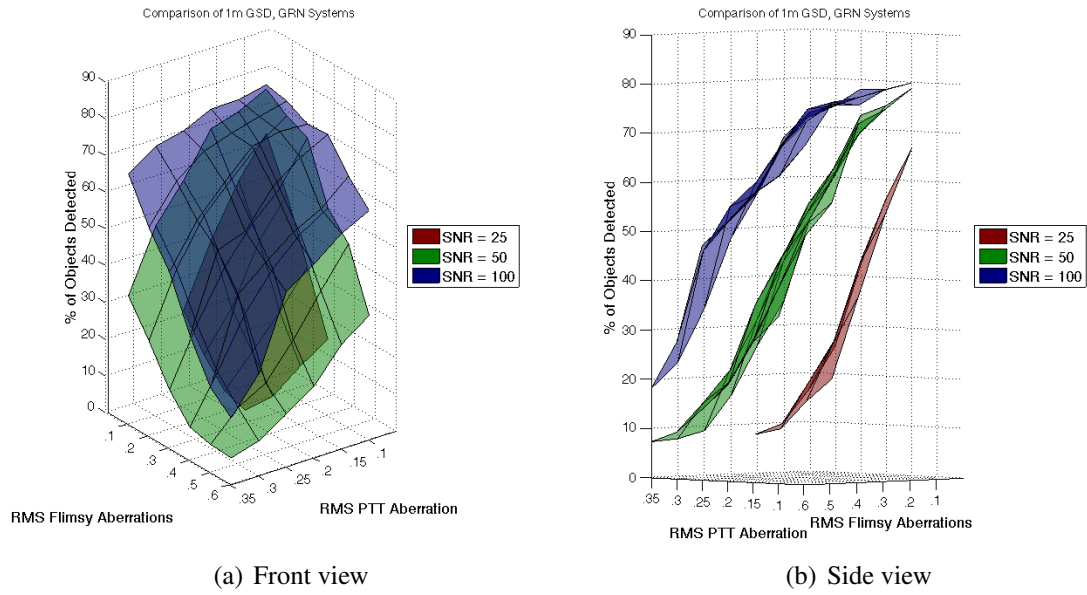 Comparison of 1m GSD, GRN Systems
90
80
70
60
50
40
30
20
10
0
% of Objects Detected
.1
.2
.3
.4
.5
.6
RMS Flimsy Aberrations
.35
.3
.25
.2
.15
.1
RMS PTT Aberration
SNR = 25
SNR = 50
SNR = 100
(a) Front view
Comparison of 1m GSD, GRN Systems
90
80
70
60
50
40
30
20
10
0
% of Objects Detected
.35
.3
.25
.2
.15
.1
.6
.5
.4
.3
.2
.1
RMS PTT Aberration
RMS Flimsy Aberrations
SNR = 25
SNR = 50
SNR = 100
(b) Side view